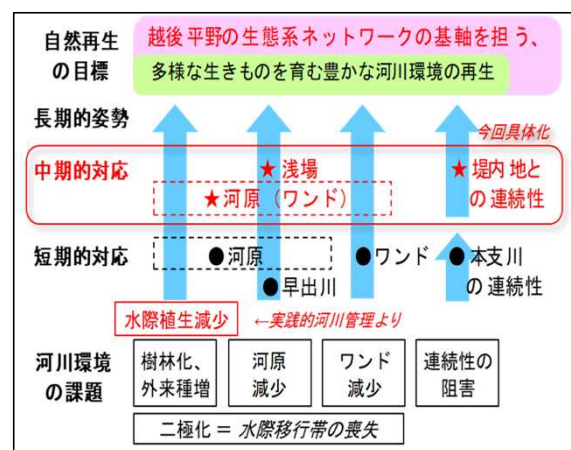 自然再生
の目標
越後平野の生態系ネットワークの基軸を担う、
多様な生きものを育む豊かな河川環境の再生
長期的姿勢
今回具体化
中期的対応
★浅場
★堤内地と
の連続性
★河原（ワンド）
短期的対応
●河原
●ワンド
●本支川
の連続性
●早出川
水際植生減少
←実践的河川管理より
河川環境
の課題
樹林化、
外来種増
河原
減少
ワンド
減少
連続性の
阻害
二極化 ＝ 水際移行帯の喪失